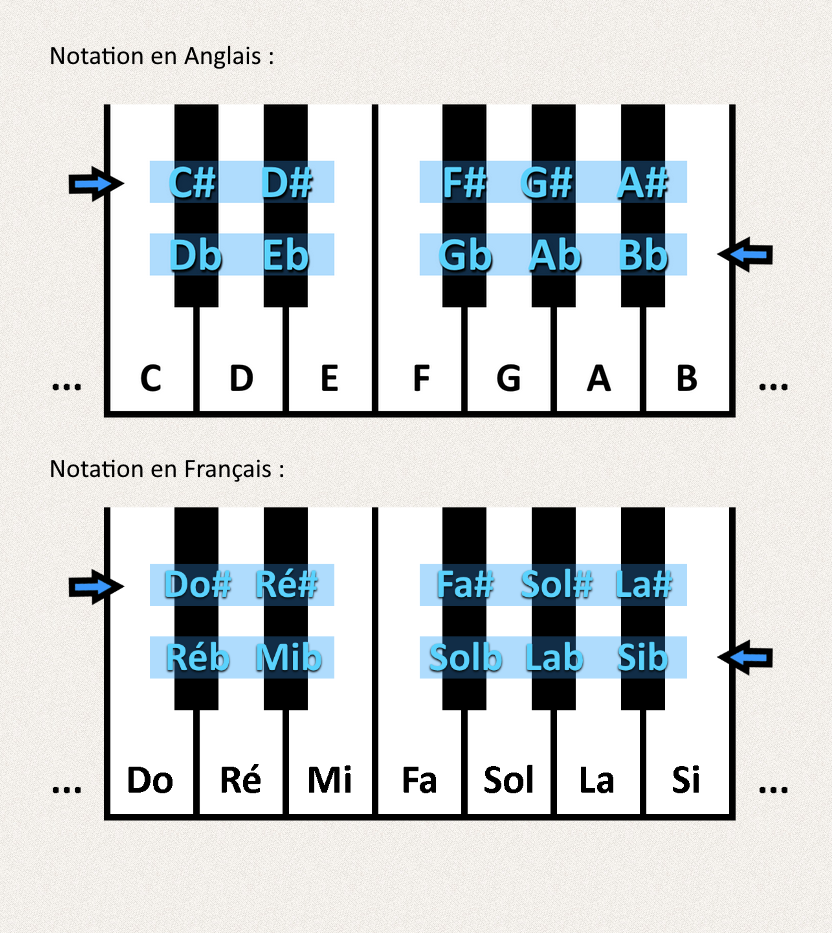 Notation en Anglais :
C# D# F# G# A#
Db Eb Gb Ab Bb
... C D E F G A B ...
Notation en Français :
Do# Ré# Fa# Sol# La#
Réb Mib Solb Lab Sib
... Do Ré Mi Fa Sol La Si ...